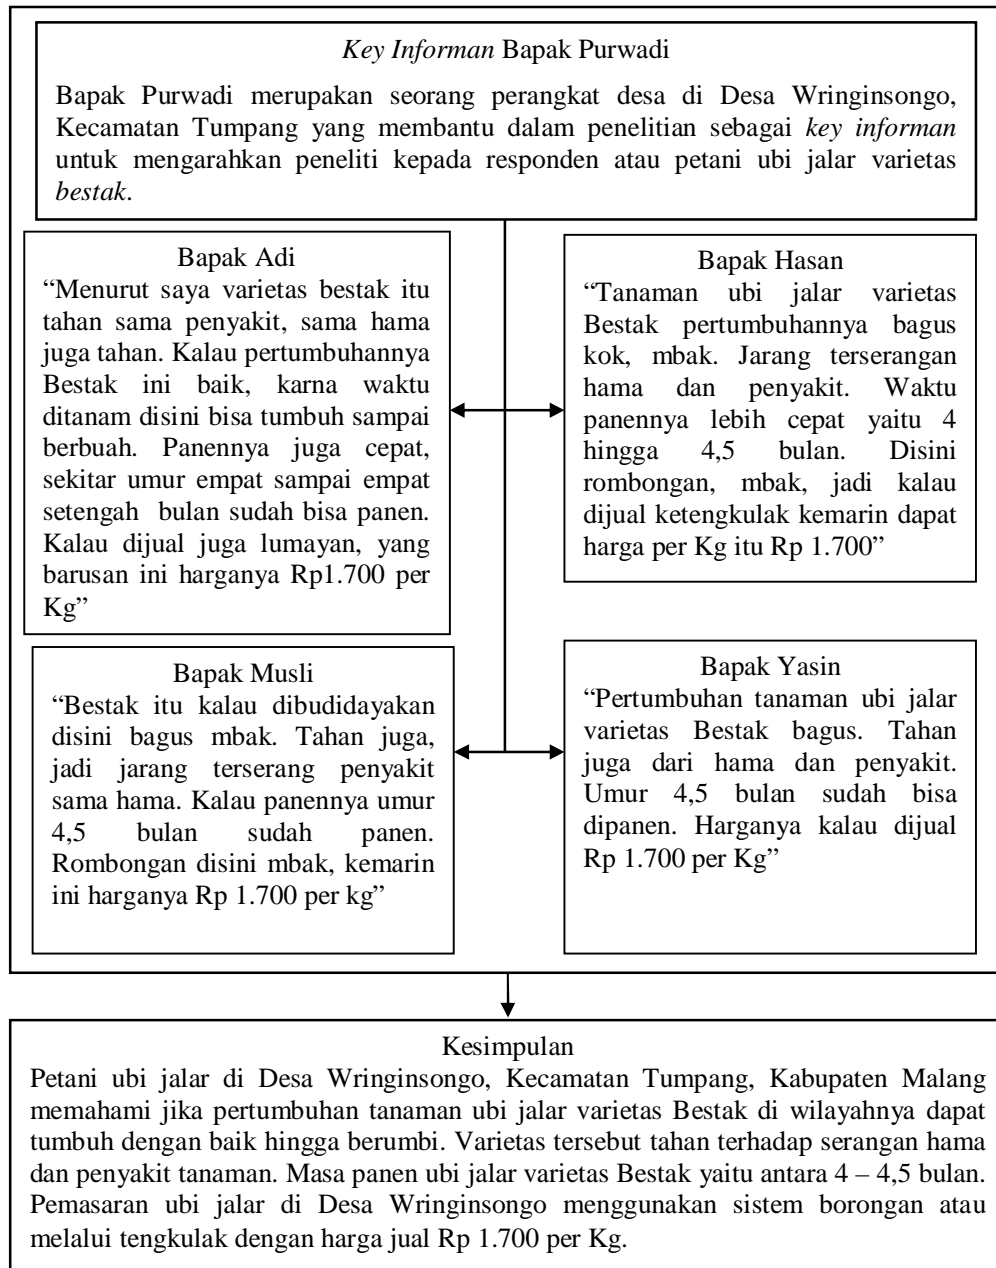 Key Informan Bapak Purwadi
Bapak Purwadi merupakan seorang perangkat desa di Desa Wringinsongo,
Kecamatan Tumpang yang membantu dalam penelitian sebagai key informan
untuk mengarahkan peneliti kepada responden atau petani ubi jalar varietas
bestak.
Bapak Adi
“Menurut saya varietas bestak itu
tahan sama penyakit, sama hama
juga tahan. Kalau pertumbuhannya
Bestak ini baik, karna waktu
ditanam disini bisa tumbuh sampai
berbuah. Panennya juga cepat,
sekitar umur empat sampai empat
setengah bulan sudah bisa panen.
Kalau dijual juga lumayan, yang
barusan ini harganya Rp1.700 per
Kg”
Bapak Hasan
“Tanaman ubi jalar varietas
Bestak pertumbuhannya bagus
kok, mbak. Jarang terserangan
hama dan penyakit. Waktu
panennya lebih cepat yaitu 4
hingga 4,5 bulan. Disini
rombongan, mbak, jadi kalau
dijual ketengkulak kemarin dapat
harga per Kg itu Rp 1.700”
Bapak Musli
“Bestak itu kalau dibudidayakan
disini bagus mbak. Tahan juga,
jadi jarang terserang penyakit
sama hama. Kalau panennya umur
4,5 bulan sudah panen.
Rombongan disini mbak, kemarin
ini harganya Rp 1.700 per kg”
Bapak Yasin
“Pertumbuhan tanaman ubi jalar
varietas Bestak bagus. Tahan
juga dari hama dan penyakit.
Umur 4,5 bulan sudah bisa
dipanen. Harganya kalau dijual
Rp 1.700 per Kg”
Kesimpulan
Petani ubi jalar di Desa Wringinsongo, Kecamatan Tumpang, Kabupaten Malang
memahami jika pertumbuhan tanaman ubi jalar varietas Bestak di wilayahnya dapat
tumbuh dengan baik hingga berumbi. Varietas tersebut tahan terhadap serangan hama
dan penyakit tanaman. Masa panen ubi jalar varietas Bestak yaitu antara 4 – 4,5 bulan.
Pemasaran ubi jalar di Desa Wringinsongo menggunakan sistem borongan atau
melalui tengkulak dengan harga jual Rp 1.700 per Kg.